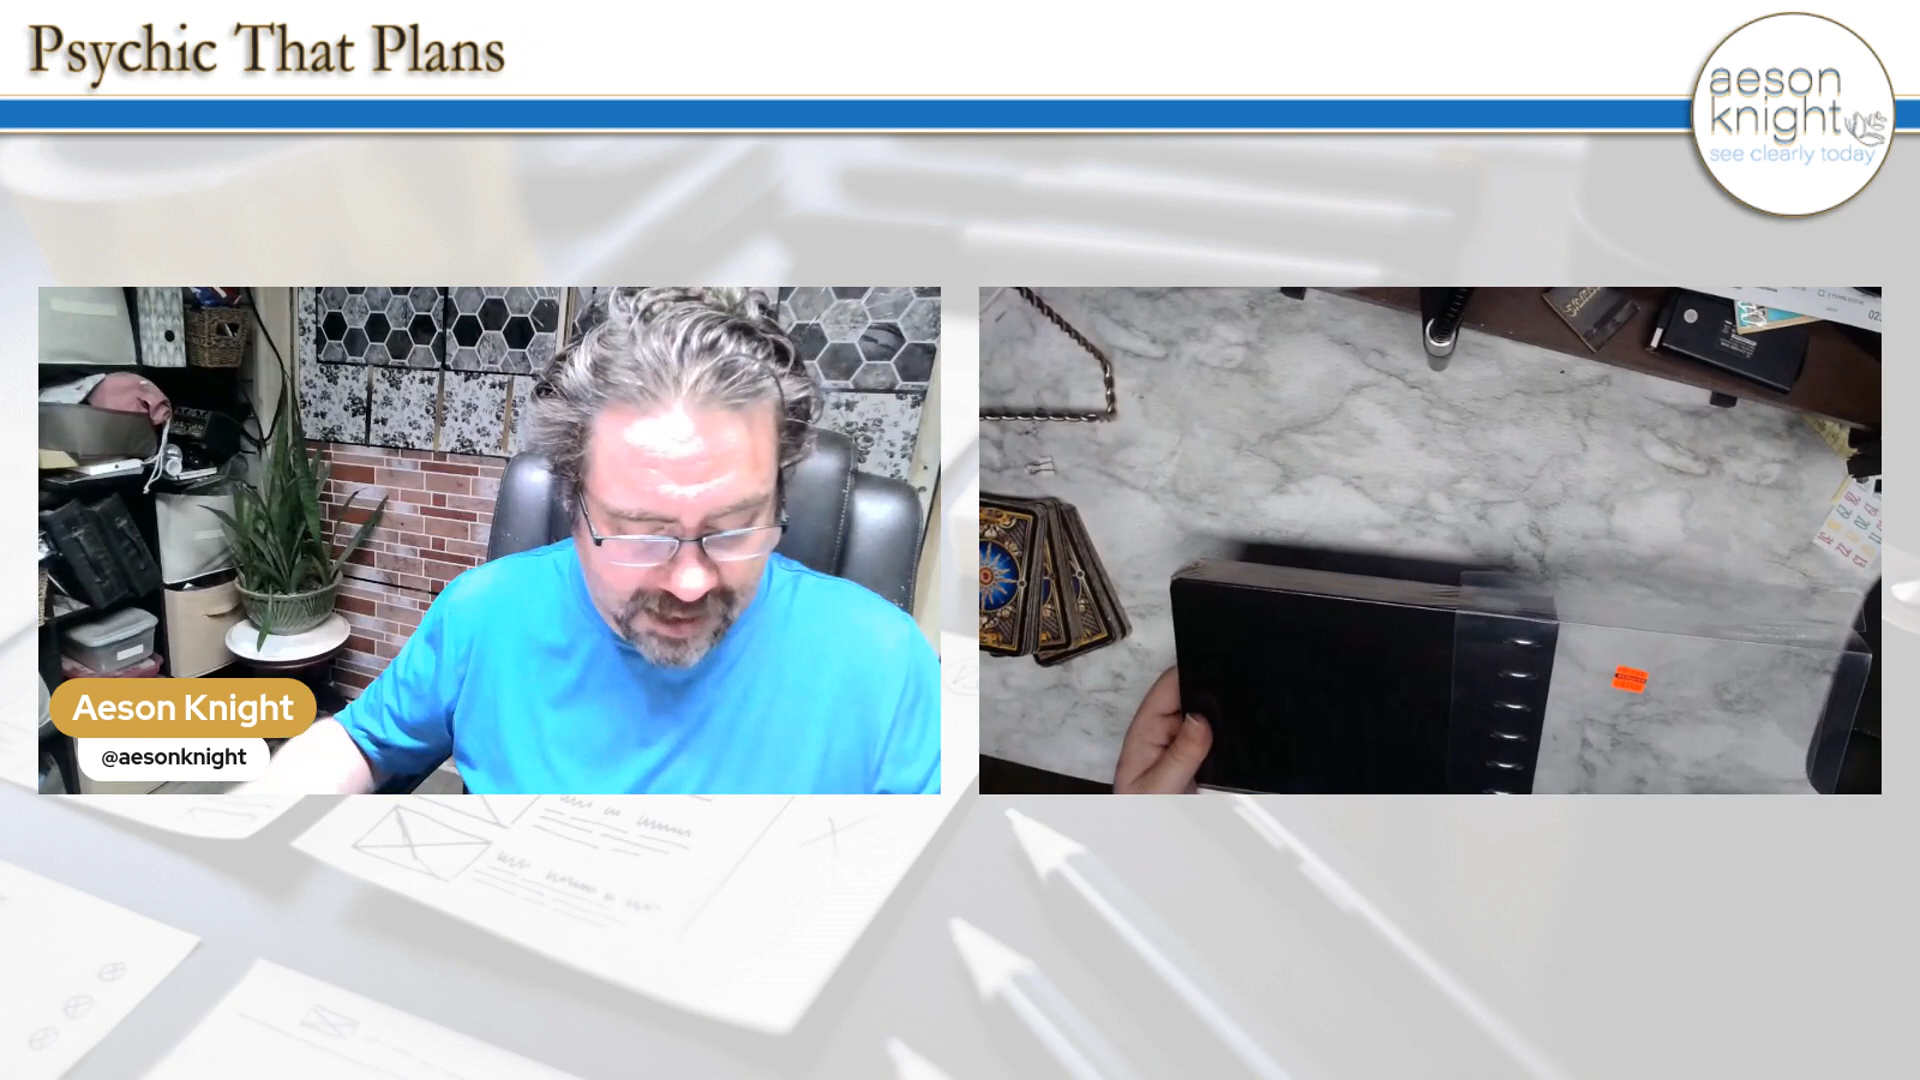 Psychic That Plans
aeson
knight
see clearly today
Aeson Knight
@aesonknight